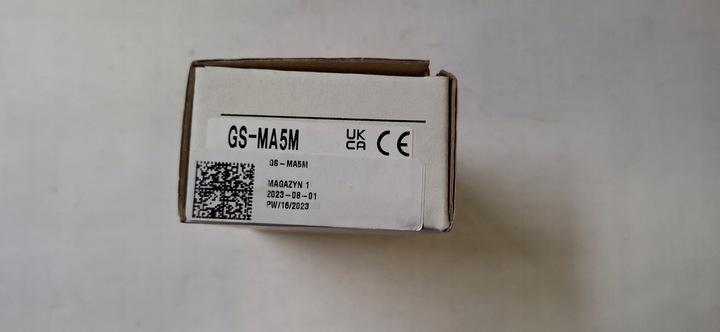 GS-MA5M UK CA CE
GS-MA5M
MAGAZYN 1
2023-08-01
PW/16/2023